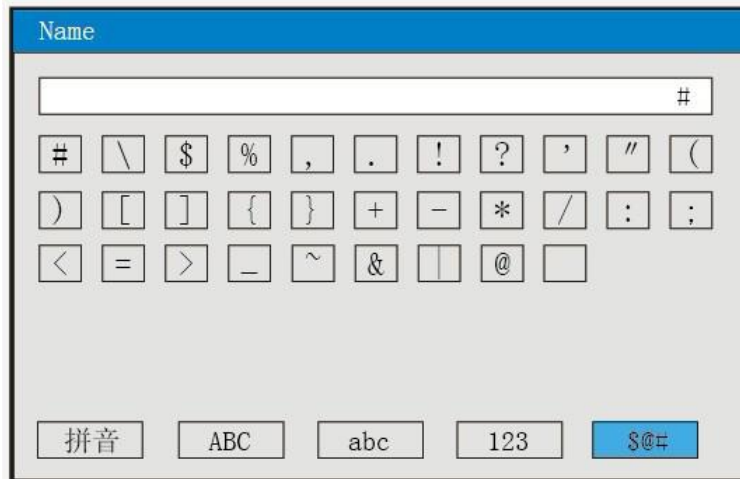 Name
#
# \ $ % , . ! ? ' " (
) [ ] { } + - * / : ;
< = > _ ~ & | @
拼音 ABC abc 123 $@#